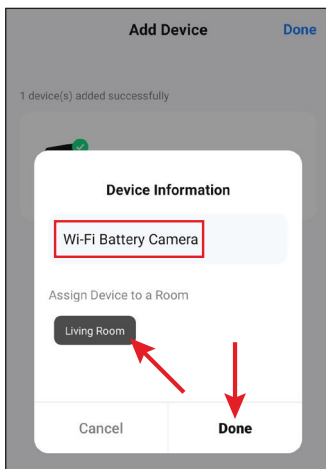 Add Device Done
1 device(s) added successfully
Device Information
Wi-Fi Battery Camera
Assign Device to a Room
Living Room
Cancel Done